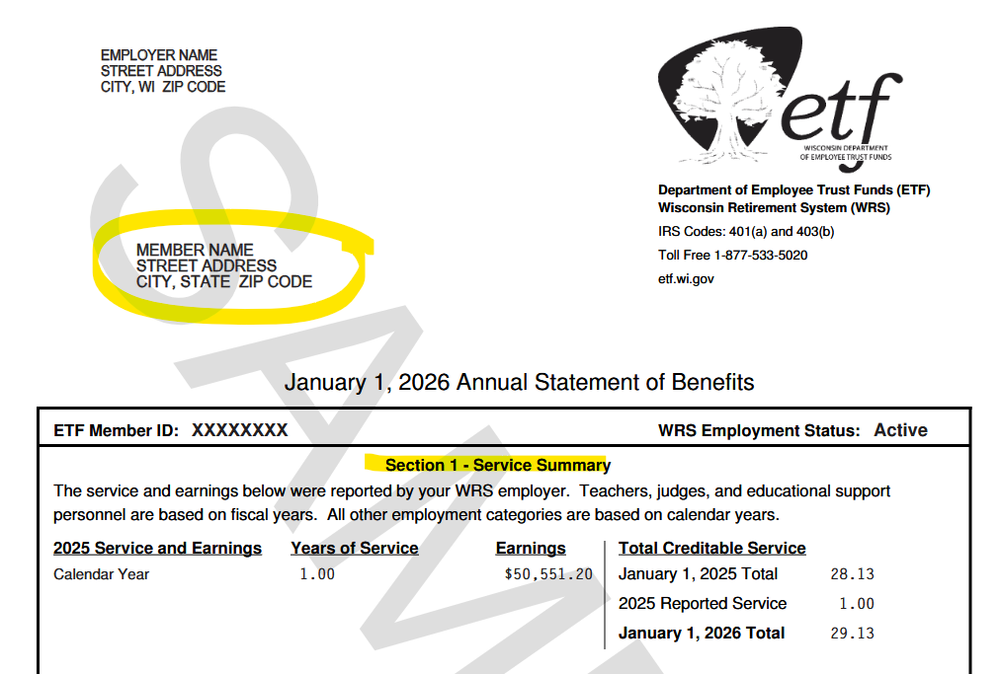 EMPLOYER NAME
STREET ADDRESS
CITY, WI  ZIP CODE
etf
WISCONSIN DEPARTMENT
OF EMPLOYEE TRUST FUNDS
Department of Employee Trust Funds (ETF)
Wisconsin Retirement System (WRS)
IRS Codes: 401(a) and 403(b)
Toll Free 1-877-533-5020
etf.wi.gov
MEMBER NAME
STREET ADDRESS
CITY, STATE  ZIP CODE
SAM
January 1, 2026 Annual Statement of Benefits
ETF Member ID: XXXXXXXX WRS Employment Status: Active
Section 1 - Service Summary
The service and earnings below were reported by your WRS employer.  Teachers, judges, and educational support
personnel are based on fiscal years.  All other employment categories are based on calendar years.
2025 Service and Earnings Years of Service Earnings Total Creditable Service
Calendar Year 1.00 $50,551.20 January 1, 2025 Total 28.13
2025 Reported Service 1.00
January 1, 2026 Total 29.13